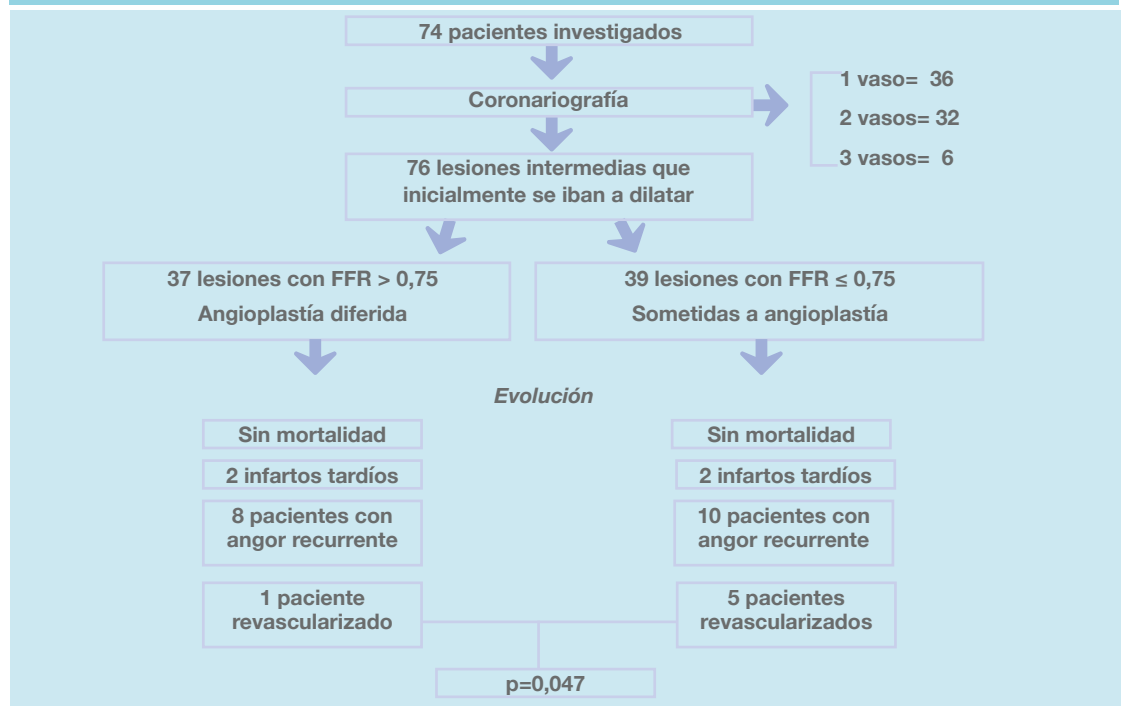 74 pacientes investigados
Coronariografía
1 vaso= 36
2 vasos= 32
3 vasos= 6
76 lesiones intermedias que
inicialmente se iban a dilatar
37 lesiones con FFR > 0,75
Angioplastía diferida
39 lesiones con FFR ≤ 0,75
Sometidas a angioplastía
Evolución
Sin mortalidad
2 infartos tardíos
8 pacientes con
angor recurrente
1 paciente
revascularizado
Sin mortalidad
2 infartos tardíos
10 pacientes con
angor recurrente
5 pacientes
revascularizados
p=0,047